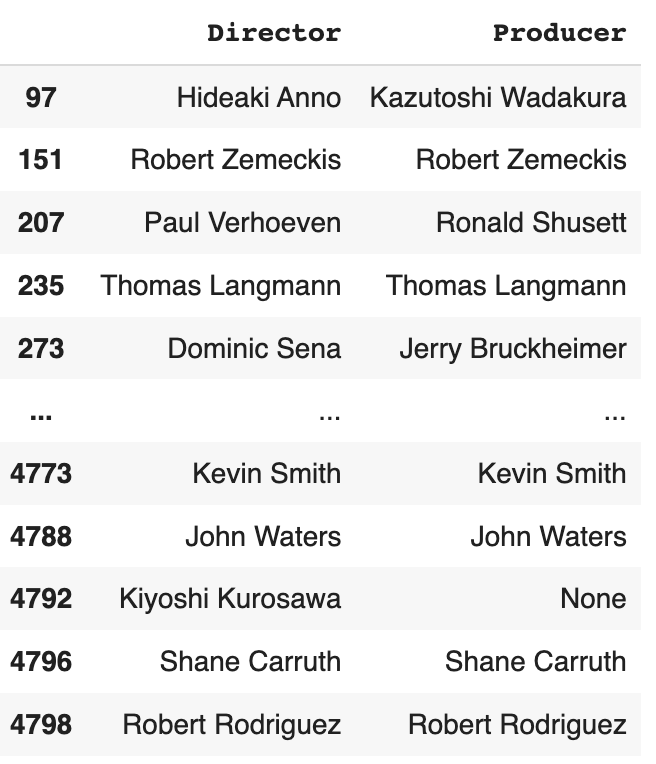 Director Producer
97 Hideaki Anno Kazutoshi Wadakura
151 Robert Zemeckis Robert Zemeckis
207 Paul Verhoeven Ronald Shusett
235 Thomas Langmann Thomas Langmann
273 Dominic Sena Jerry Bruckheimer
... ... ...
4773 Kevin Smith Kevin Smith
4788 John Waters John Waters
4792 Kiyoshi Kurosawa None
4796 Shane Carruth Shane Carruth
4798 Robert Rodriguez Robert Rodriguez